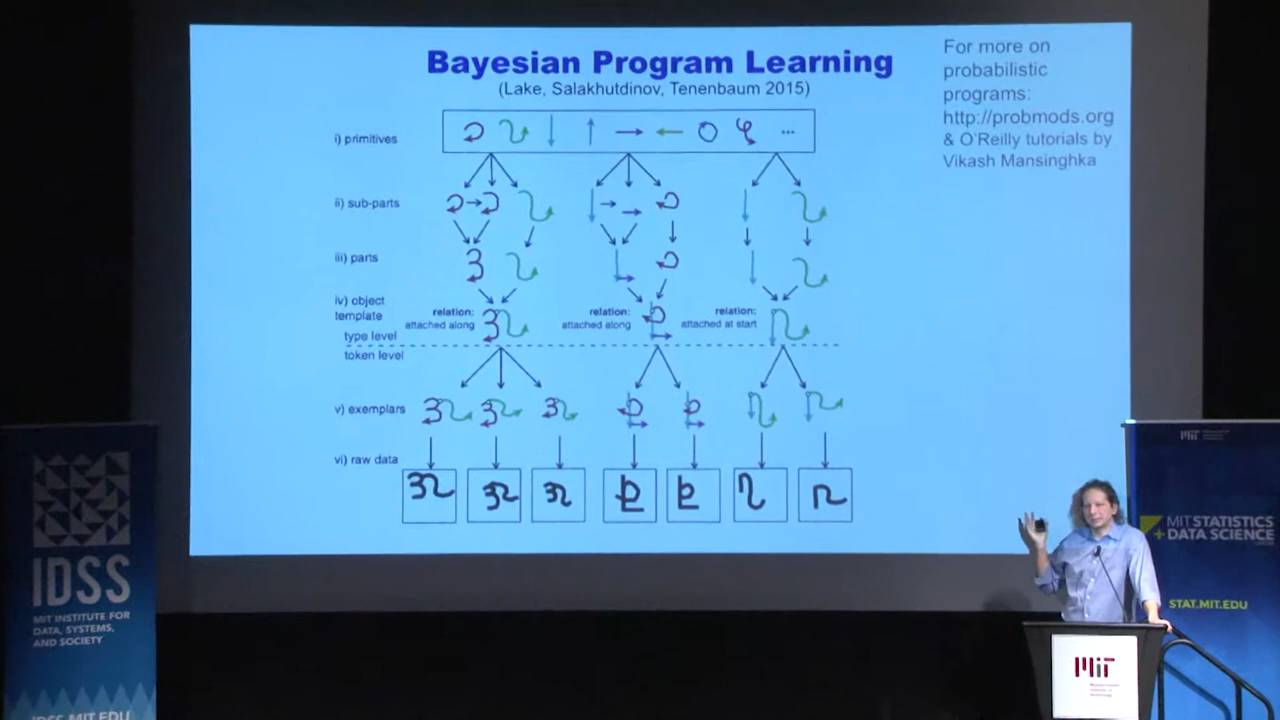 Bayesian Program Learning
(Lake, Salakhutdinov, Tenenbaum 2015)
For more on
probabilistic
programs:
http://probmods.org
& O'Reilly tutorials by
Vikash Mansinghka
i) primitives
...
ii) sub-parts
iii) parts
iv) object
template
relation:
attached along
relation:
attached along
relation:
attached at start
type level
token level
v) exemplars
vi) raw data
IDSS
MIT INSTITUTE FOR
DATA, SYSTEMS,
AND SOCIETY
IDSS.MIT.EDU
MIT
MIT STATISTICS
+ DATA SCIENCE
STAT.MIT.EDU
MIT